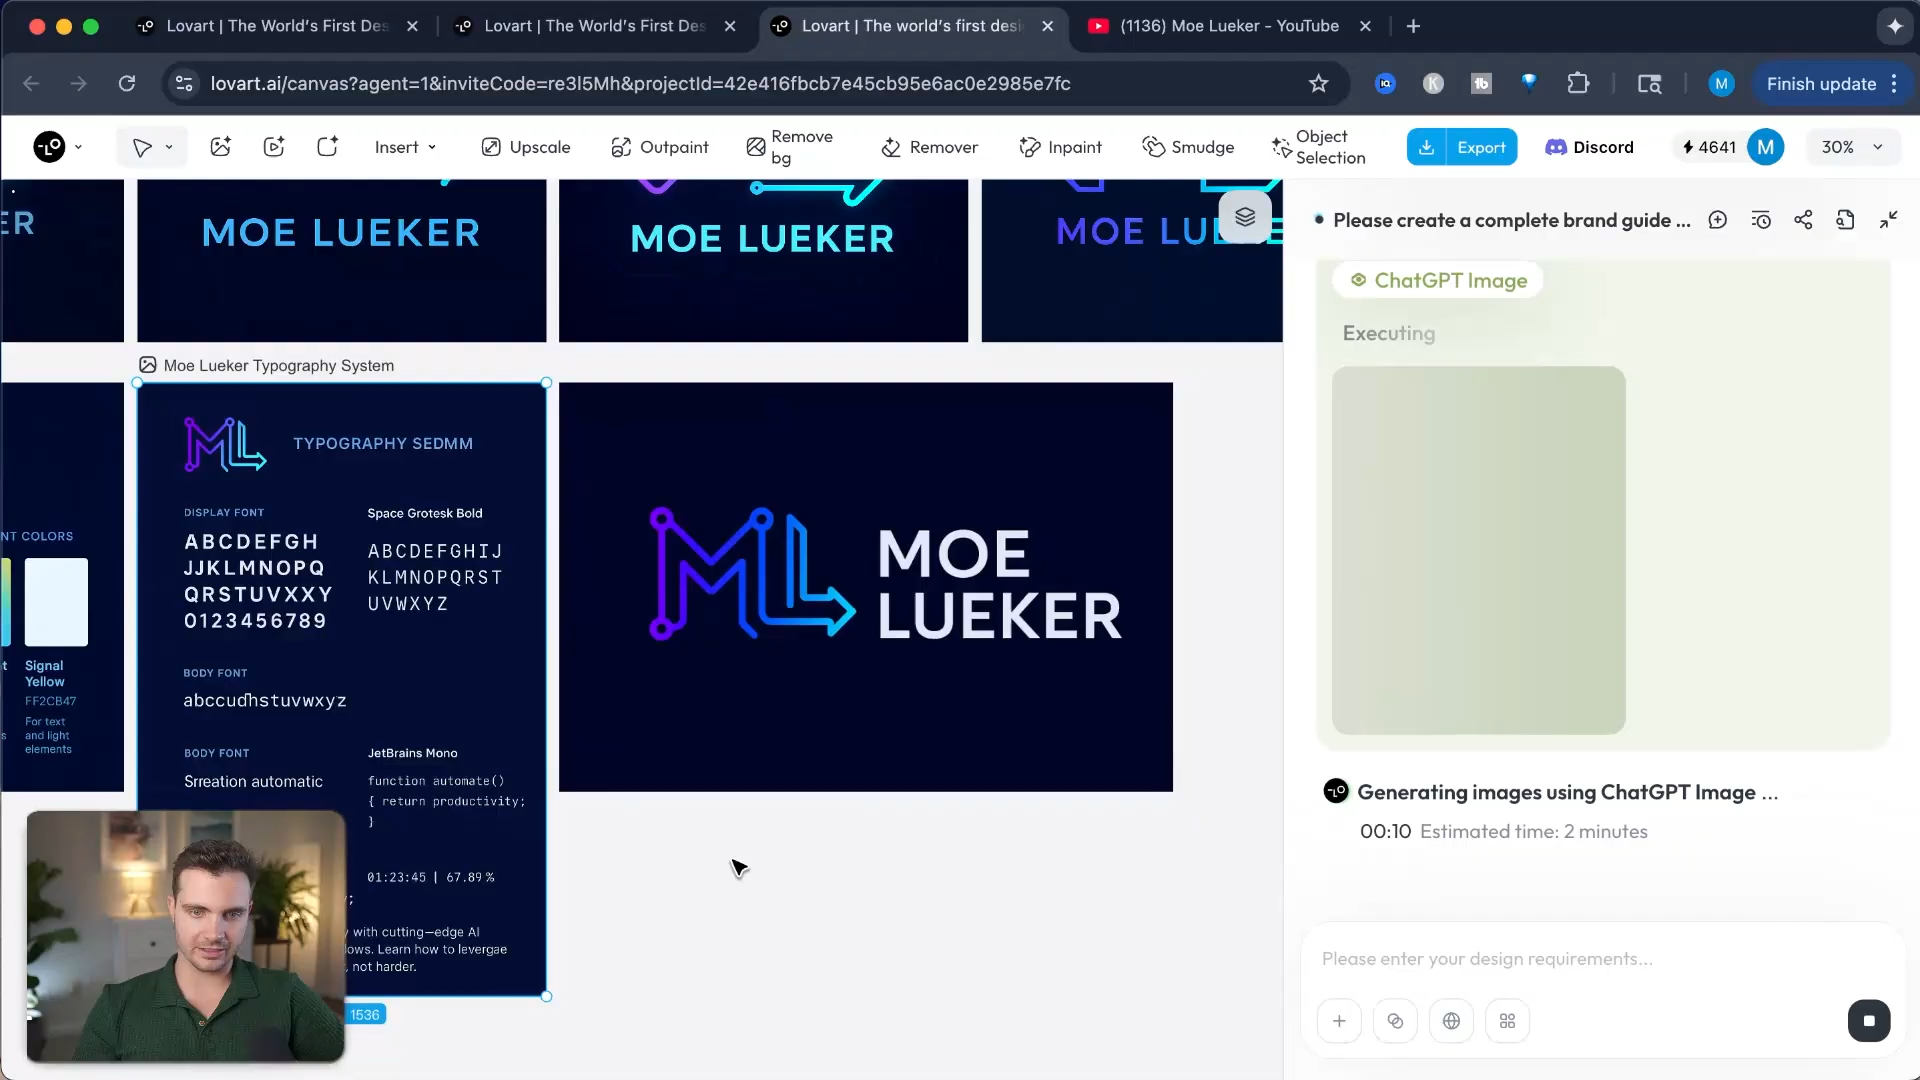 Lovart | The World's First Des
Lovart | The World's First Des
Lovart | The world's first desi
(1136) Moe Lueker - YouTube
lovart.ai/canvas?agent=1&inviteCode=re3l5Mh&projectId=42e416fbcb7e45cb95e6ac0e2985e7fc
Finish update
Insert
Upscale
Outpaint
Remove
bg
Remover
Inpaint
Smudge
Object
Selection
Export
Discord
4641
M
30%
ER
MOE LUEKER
MOE LUEKER
MOE LUE
Moe Lueker Typography System
NT COLORS
Signal
Yellow
FF2CB47
For text
and light
elements
ML
TYPOGRAPHY SEDMM
DISPLAY FONT
ABCDEFGH
JJKLMNOPQ
QRSTUVXXY
0123456789
Space Grotesk Bold
ABCDEFGHIJ
KLMNOPQRST
UVWXYZ
BODY FONT
BODY FONT
Srreation automatic
JetBrains Mono
function automate()
{ return productivity;
}
01:23:45 | 67.89%
with cutting—edge AI
lows. Learn how to levergae
, not harder.
1536
ML
MOE
LUEKER
Please create a complete brand guide ...
ChatGPT Image
Executing
Generating images using ChatGPT Image ...
00:10 Estimated time: 2 minutes
Please enter your design requirements...